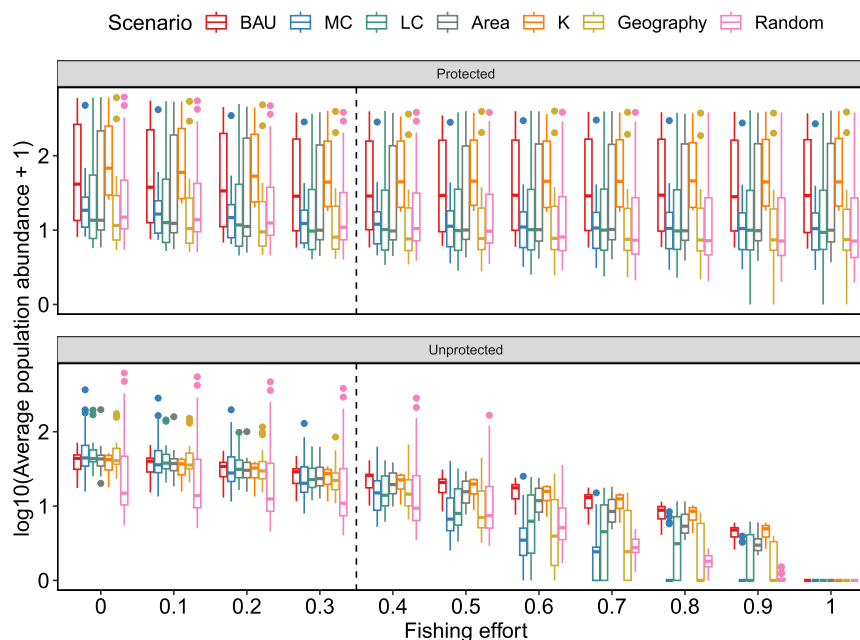 Scenario BAU MC LC Area K Geography Random
Protected
2
1
0
Unprotected
2
1
0
log10(Average population abundance + 1)
0 0.1 0.2 0.3 0.4 0.5 0.6 0.7 0.8 0.9 1
Fishing effort